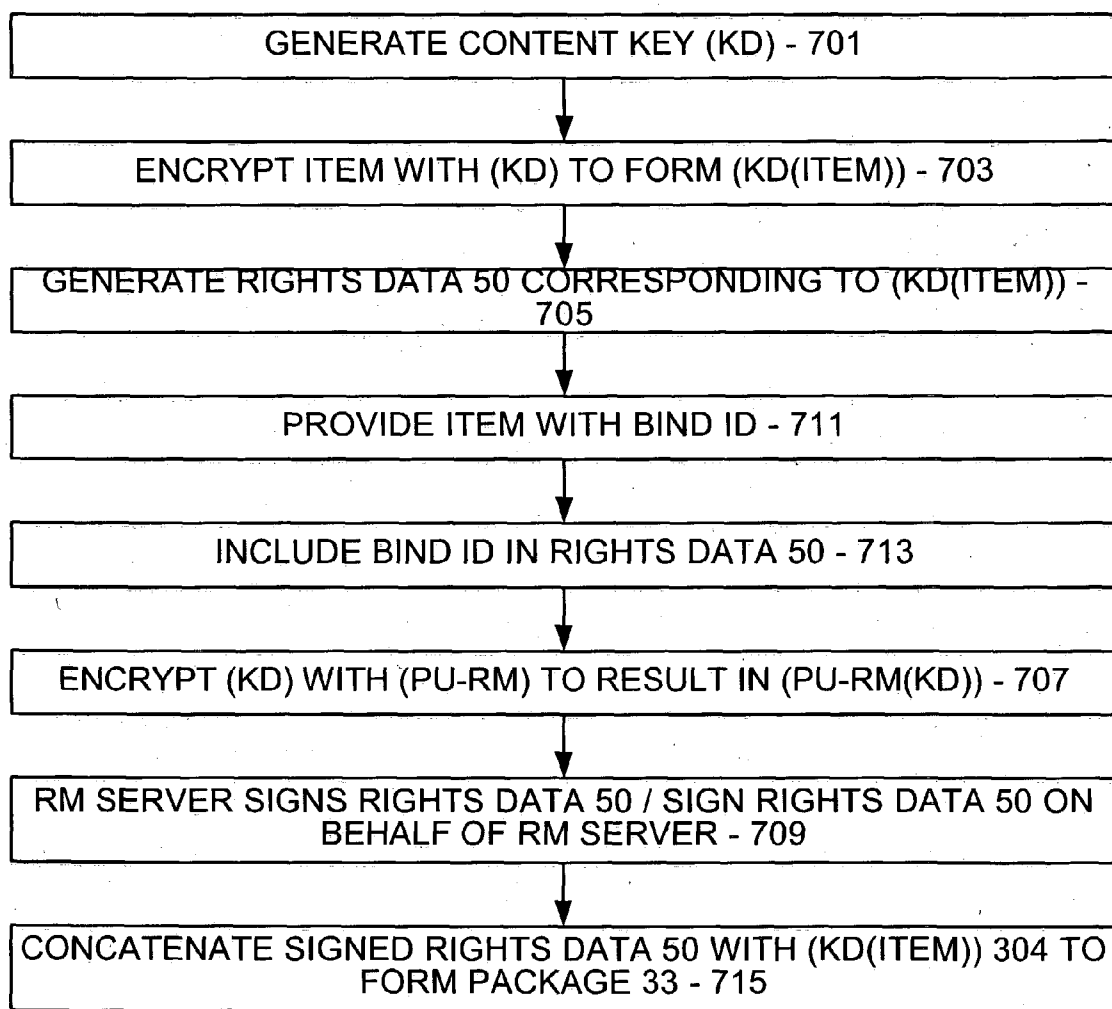 GENERATE CONTENT KEY (KD) - 701
ENCRYPT ITEM WITH (KD) TO FORM (KD(ITEM)) - 703
GENERATE RIGHTS DATA 50 CORRESPONDING TO (KD(ITEM)) -
705
PROVIDE ITEM WITH BIND ID - 711
INCLUDE BIND ID IN RIGHTS DATA 50 - 713
ENCRYPT (KD) WITH (PU-RM) TO RESULT IN (PU-RM(KD)) - 707
RM SERVER SIGNS RIGHTS DATA 50 / SIGN RIGHTS DATA 50 ON
BEHALF OF RM SERVER - 709
CONCATENATE SIGNED RIGHTS DATA 50 WITH (KD(ITEM)) 304 TO
FORM PACKAGE 33 - 715